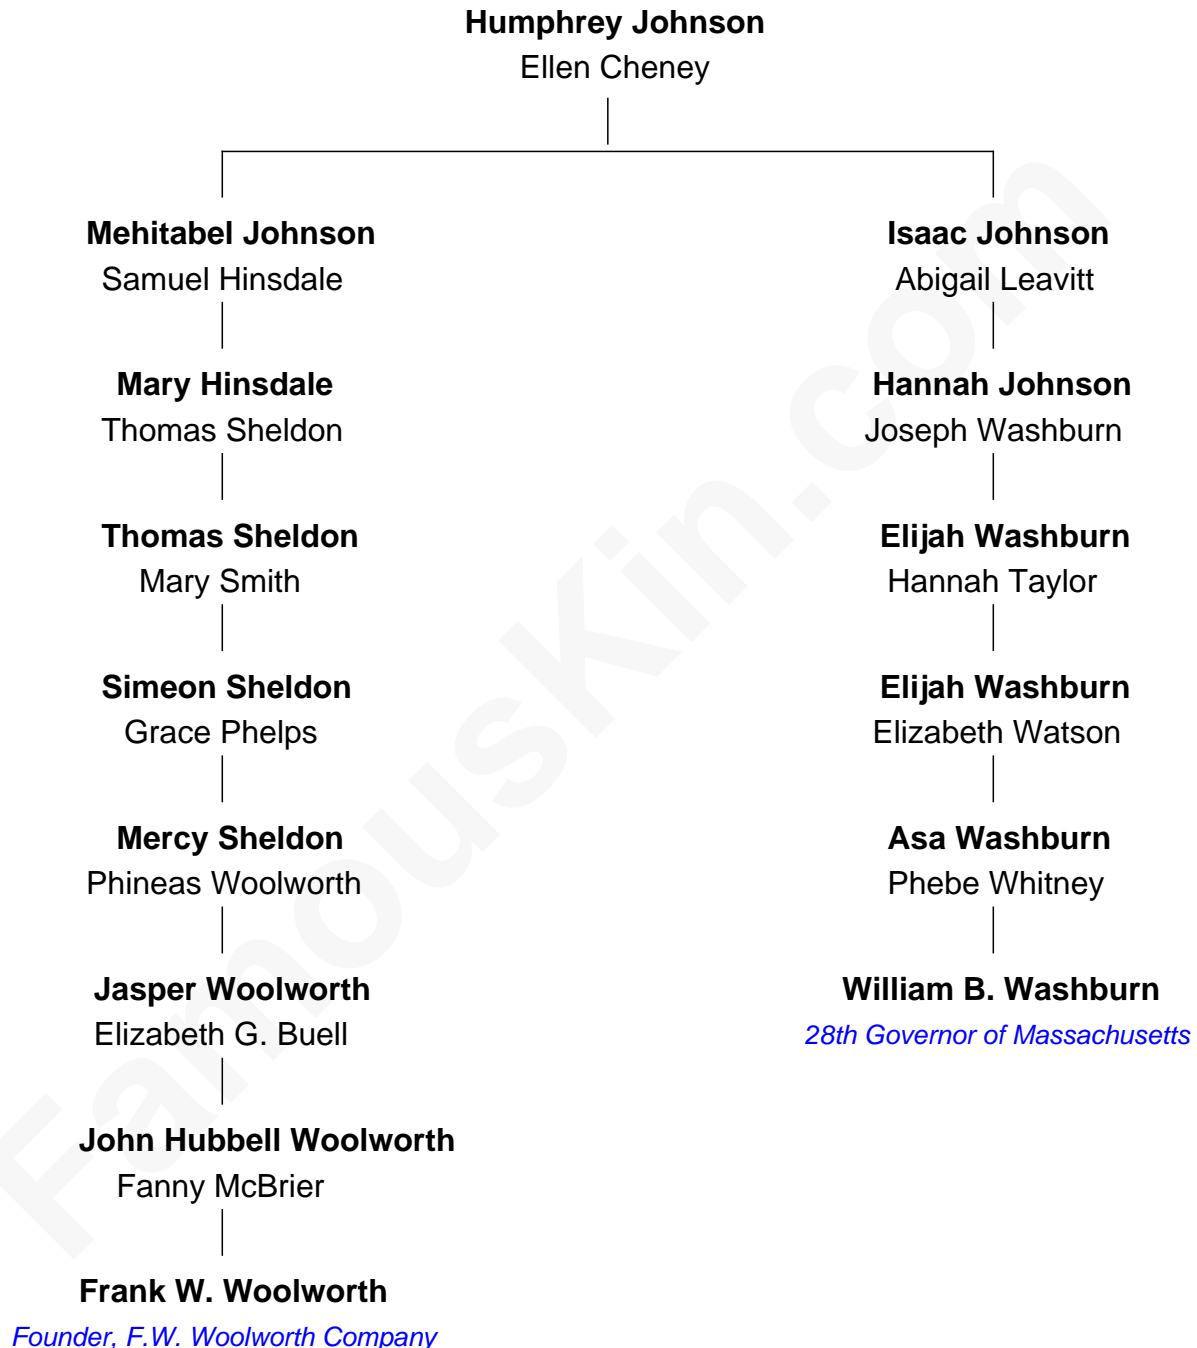 Humphrey Johnson
Ellen Cheney
Mehitabel Johnson
Samuel Hinsdale
Mary Hinsdale
Thomas Sheldon
Thomas Sheldon
Mary Smith
Simeon Sheldon
Grace Phelps
Mercy Sheldon
Phineas Woolworth
Jasper Woolworth
Elizabeth G. Buell
John Hubbell Woolworth
Fanny McBrier
Frank W. Woolworth
Founder, F.W. Woolworth Company
Isaac Johnson
Abigail Leavitt
Hannah Johnson
Joseph Washburn
Elijah Washburn
Hannah Taylor
Elijah Washburn
Elizabeth Watson
Asa Washburn
Phebe Whitney
William B. Washburn
28th Governor of Massachusetts
FamousKin.com